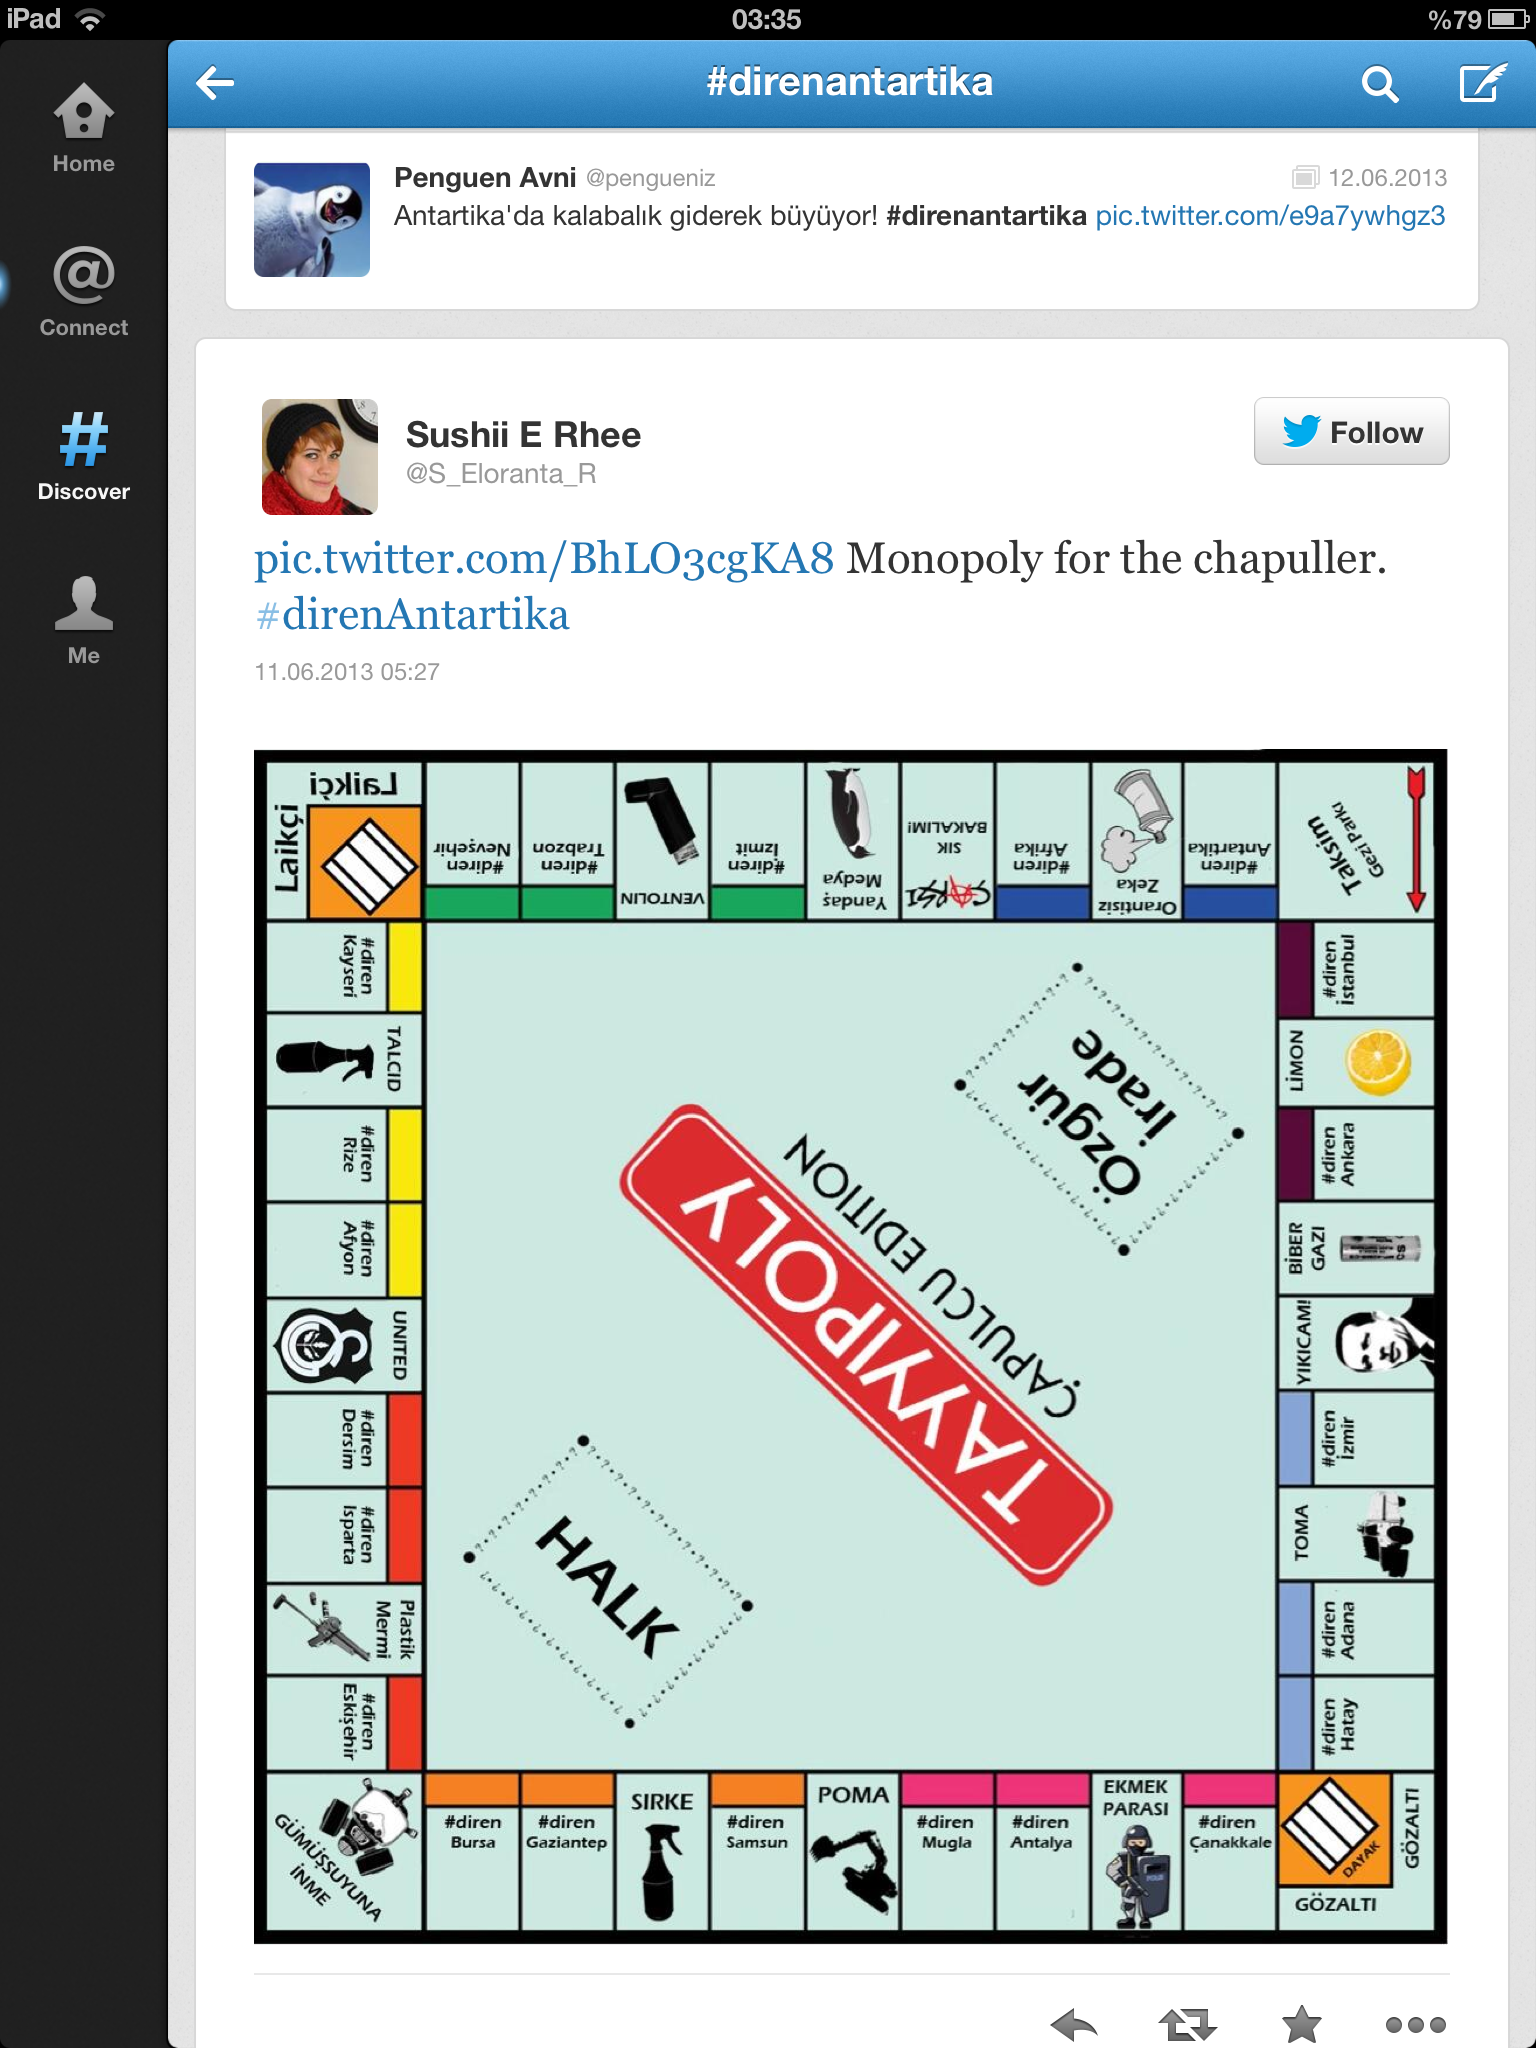 iPad
03:35
%79
#direnantartika
Home
Connect
Discover
Me
Penguen Avni @pengueniz
12.06.2013
Antartika'da kalabalık giderek büyüyor! #direnantartika pic.twitter.com/e9a7ywhgz3
Sushii E Rhee
@S_Eloranta_R
Follow
pic.twitter.com/BhLO3cgKA8 Monopoly for the chapuller.
#direnAntartika
11.06.2013 05:27
Laikçi
Laikçi
#diren
Nevşehir
#diren
Trabzon
VENTOLIN
#diren
Izmit
Yandaş
Medya
ÇARŞI
SIK
BAKALIM!
#diren
Afrika
Orantisiz
Zeka
#diren
Antartika
Taksim
Gezi Parkı
#diren
istanbul
LİMON
#diren
Ankara
BİBER
GAZI
YIKICAM!
#diren
izmir
TOMA
#diren
Adana
#diren
Hatay
GÖZALTI
DAYAK
GÖZALTI
#diren
Çanakkale
EKMEK
PARASI
#diren
Antalya
#diren
Mugla
POMA
#diren
Samsun
SIRKE
#diren
Gaziantep
#diren
Bursa
GÜMÜŞSUYUNA
İNME
#diren
Eskişehir
Plastik
Mermi
#diren
Isparta
#diren
Dersim
UNITED
#diren
Afyon
#diren
Rize
TALCID
#diren
Kayseri
Özgür
İrade
TAYYIPOLY
ÇAPULCU EDITION
HALK